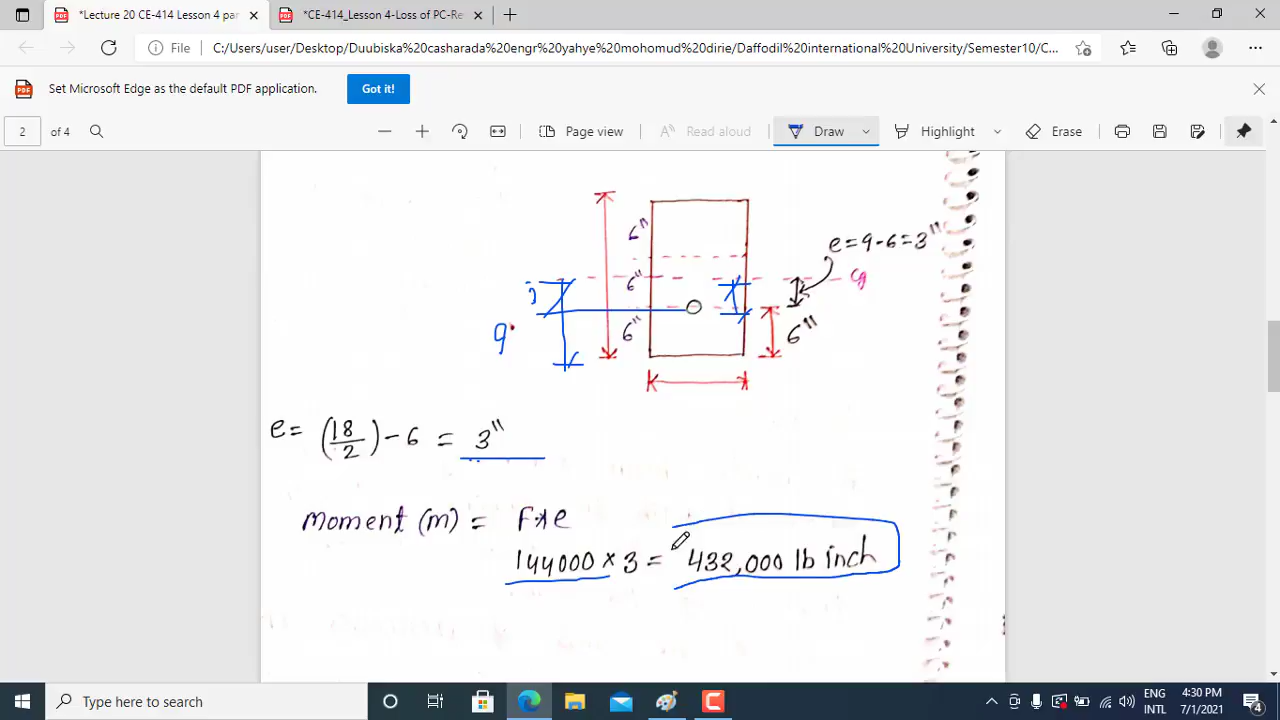 *Lecture 20 CE-414 Lesson 4 par
*CE-414_Lesson 4-Loss of PC-Re
File
C:/Users/user/Desktop/Duubiska%20casharada%20engr%20yahye%20mohomud%20dirie/Daffodil%20international%20University/Semester10/C...
Set Microsoft Edge as the default PDF application.
Got it!
2 of 4
Page view
Read aloud
Draw
Highlight
Erase
6"
e=9-6=3"
6"
cg
3
6"
6"
9"
e= (18/2) - 6 = 3"
Moment (m) = F*e
144000 × 3 = 432,000 lb inch
Type here to search
ENG
INTL
4:30 PM
7/1/2021
4